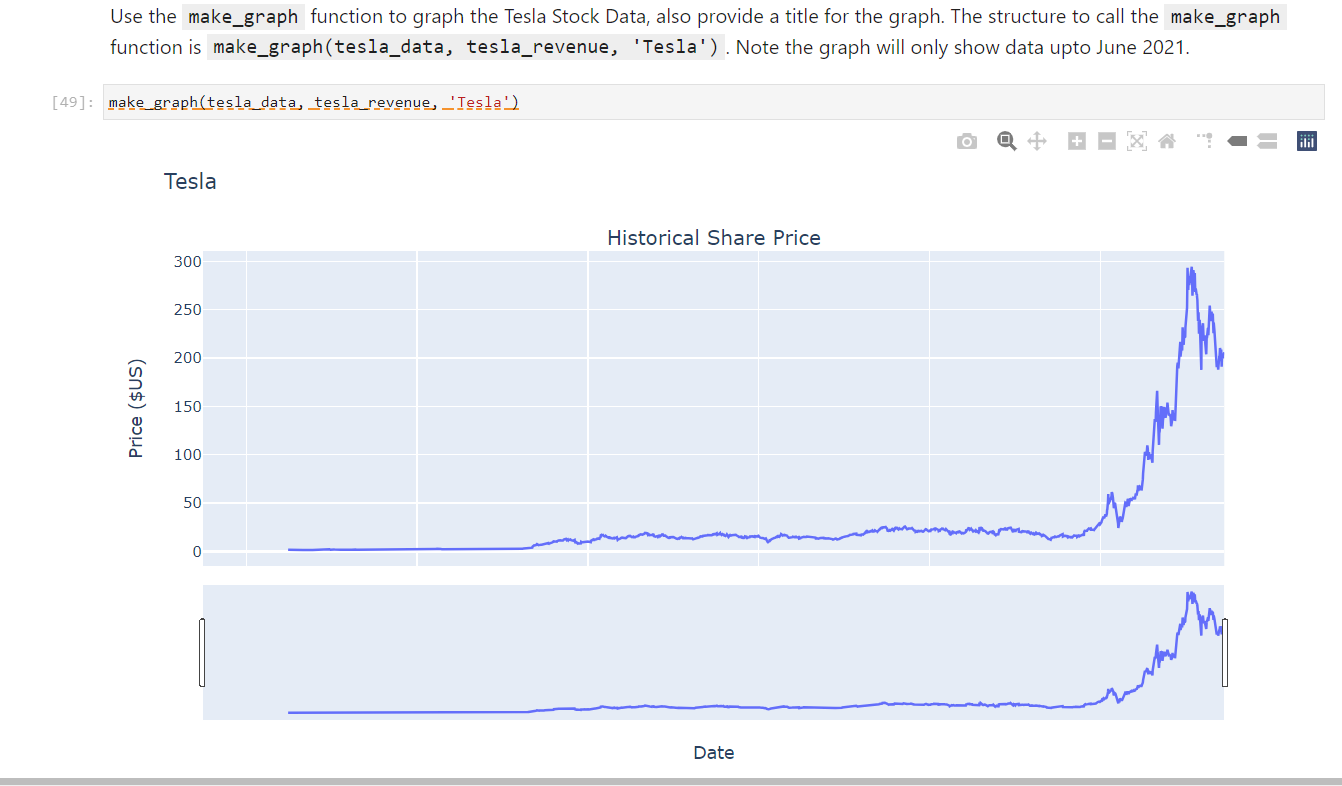 Use the make_graph function to graph the Tesla Stock Data, also provide a title for the graph. The structure to call the make_graph
function is make_graph(tesla_data, tesla_revenue, 'Tesla'). Note the graph will only show data upto June 2021.
[49]: make_graph(tesla_data, tesla_revenue, 'Tesla')
Tesla
Historical Share Price
300
250
200
150
100
50
0
Price ($US)
Date